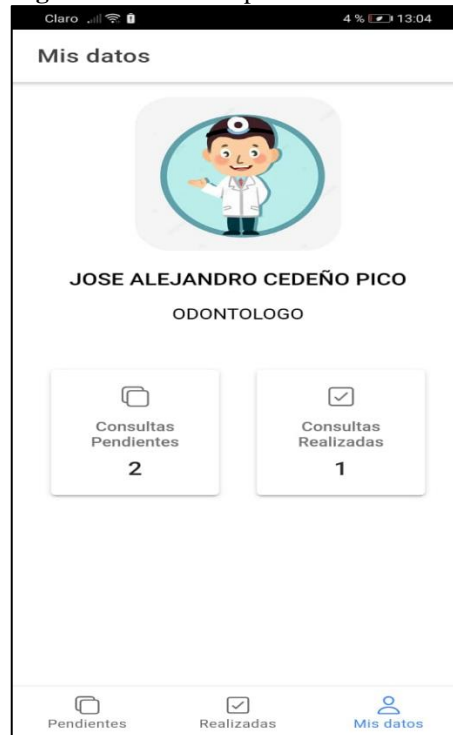 Claro 4 % 13:04
Mis datos
JOSE ALEJANDRO CEDEÑO PICO
ODONTOLOGO
Consultas
Pendientes
2
Consultas
Realizadas
1
Pendientes Realizadas Mis datos